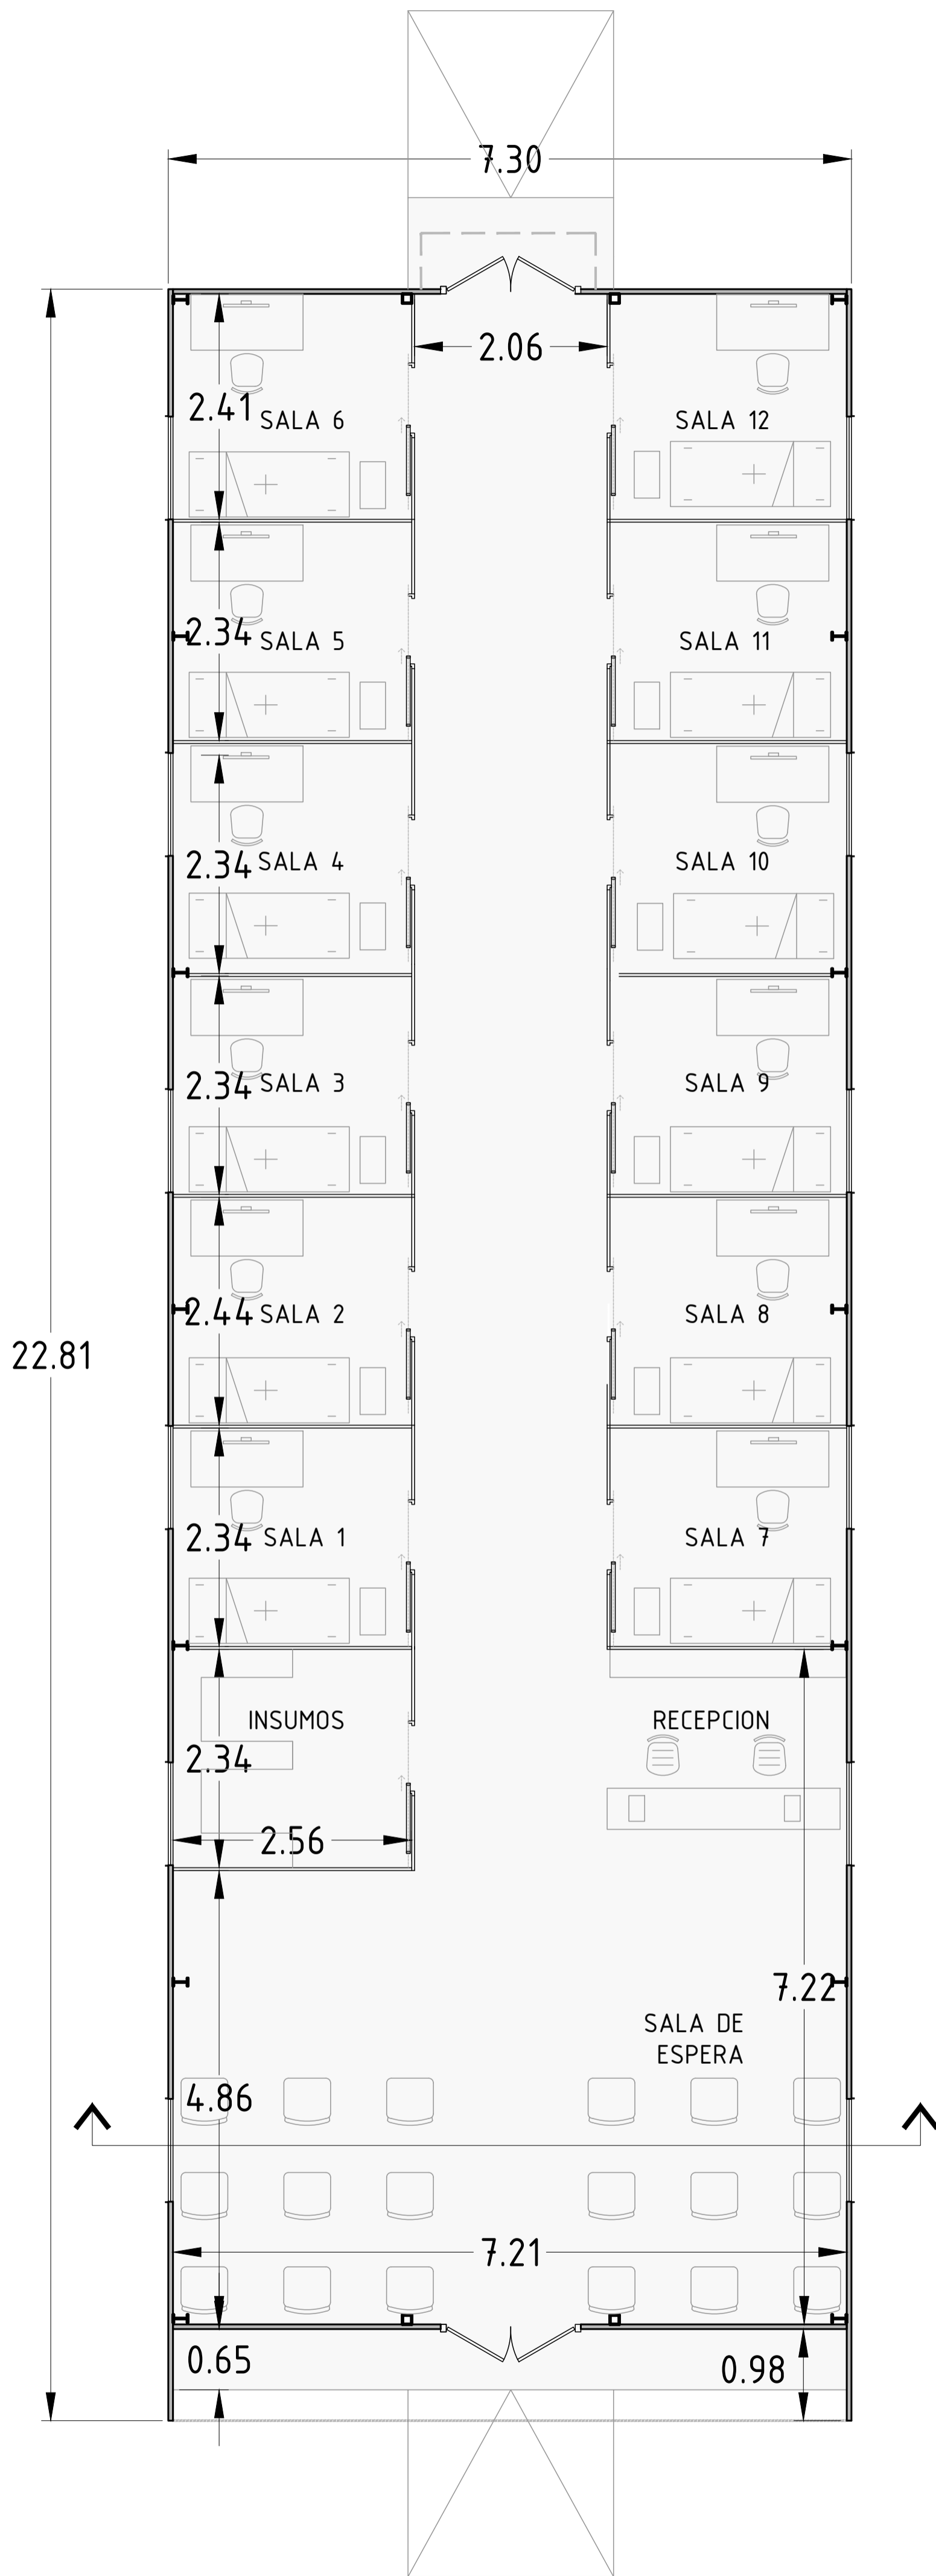 7.30
2.06
2.41
SALA 6
SALA 12
2.34
SALA 5
SALA 11
2.34
SALA 4
SALA 10
2.34
SALA 3
SALA 9
2.44
SALA 2
SALA 8
22.81
2.34
SALA 1
SALA 7
INSUMOS
RECEPCION
2.34
2.56
7.22
SALA DE
ESPERA
4.86
7.21
0.65
0.98